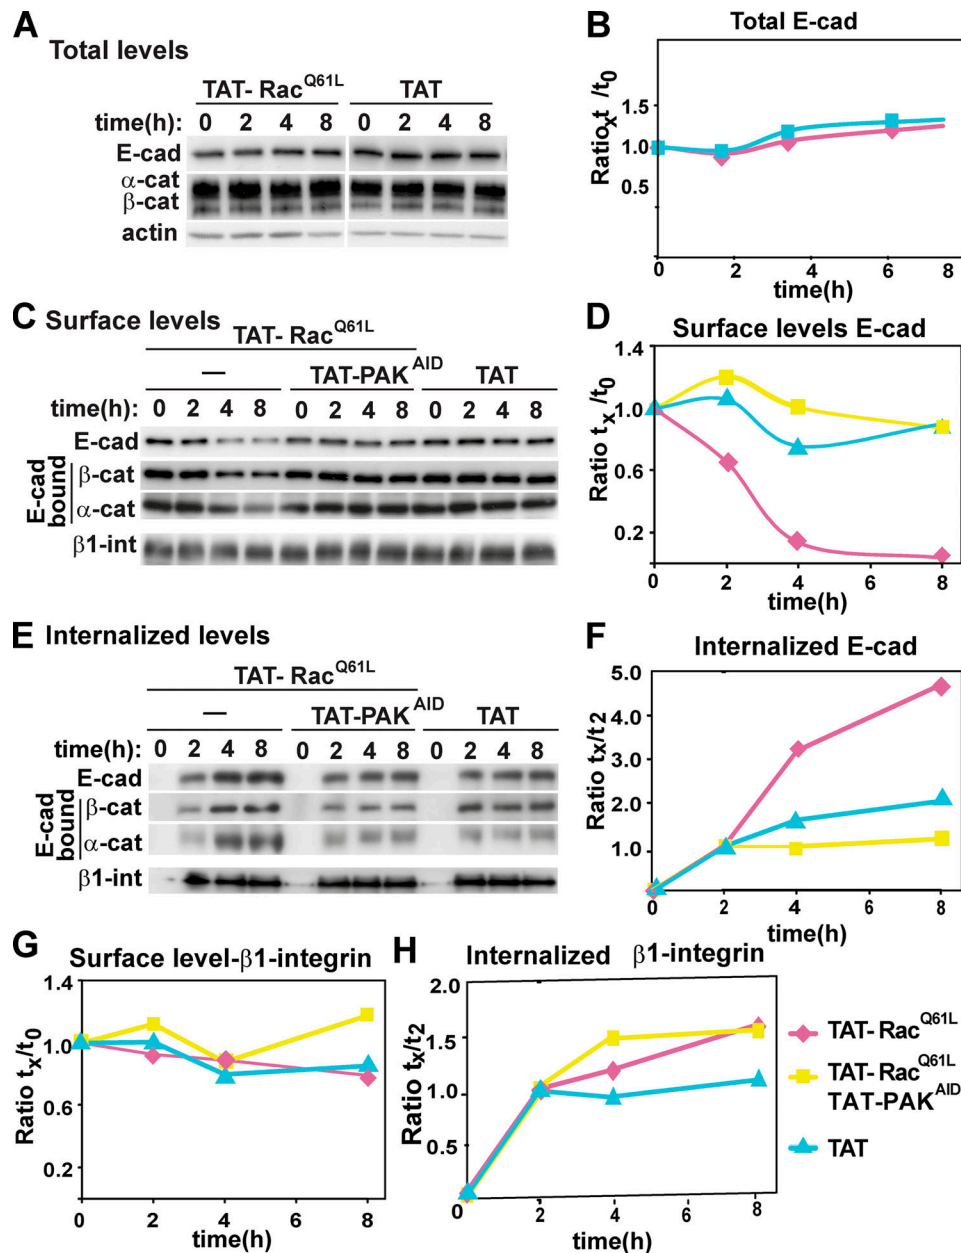 A
Total levels
TAT- Rac^Q61L TAT
time(h): 0 2 4 8 0 2 4 8
E-cad
α-cat
β-cat
actin
B
Total E-cad
Ratio_x t /t_0
1.5
1.0
0.5
0 2 4 6 8
time(h)
C Surface levels
TAT- Rac^Q61L
— TAT-PAK^AID TAT
time(h): 0 2 4 8 0 2 4 8 0 2 4 8
E-cad
E-cad bound
β-cat
α-cat
β1-int
D
Surface levels E-cad
Ratio t_x /t_0
1.4
1.0
0.6
0.2
0 2 4 6 8
time(h)
E Internalized levels
TAT- Rac^Q61L
— TAT-PAK^AID TAT
time(h): 0 2 4 8 0 2 4 8 0 2 4 8
E-cad
E-cad bound
β-cat
α-cat
β1-int
F
Internalized E-cad
Ratio t_x/t_2
5.0
4.0
3.0
2.0
1.0
0 2 4 6 8
time(h)
G
Surface level-β1-integrin
Ratio t_x/t_0
1.4
1.0
0.6
0.2
0 2 4 6 8
time(h)
H
Internalized β1-integrin
Ratio t_x/t_2
2.0
1.5
1.0
0.5
0 2 4 6 8
time(h)
TAT- Rac^Q61L
TAT- Rac^Q61L
TAT-PAK^AID
TAT